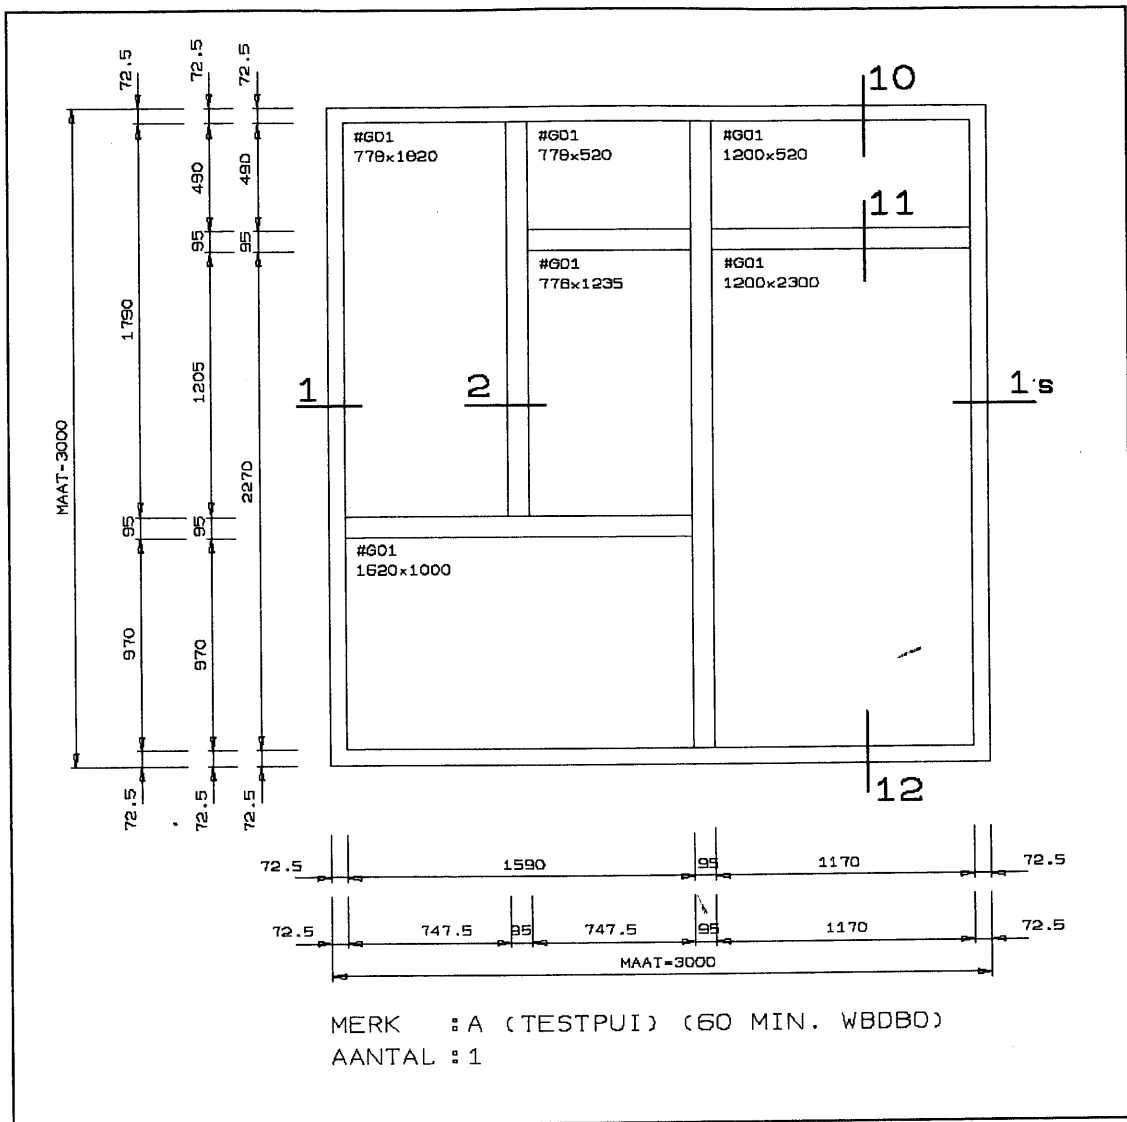 72.5
72.5
72.5
10
#G01
778x1820
#G01
778x520
#G01
1200x520
490
490
11
95
95
#G01
778x1235
#G01
1200x2300
1790
1205
1
2
1s
MAAT=3000
2270
95
95
#G01
1620x1000
970
970
12
72.5
72.5
72.5
72.5
1590
95
1170
72.5
72.5
747.5
95
747.5
95
1170
72.5
MAAT=3000
MERK :A (TESTPUI) (60 MIN. WBDBO)
AANTAL :1